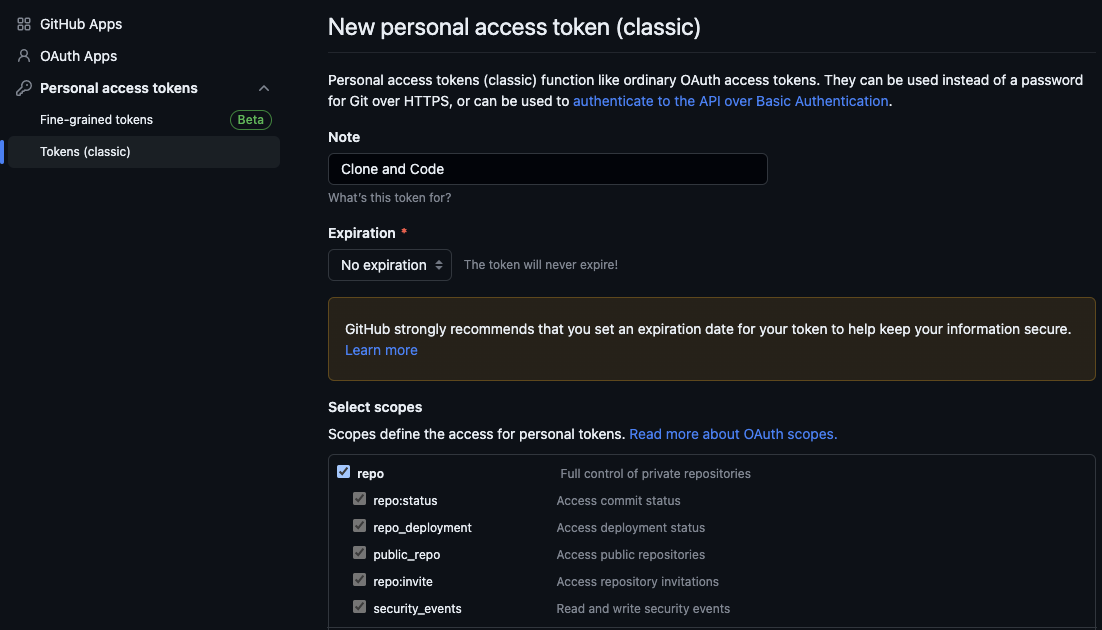 GitHub Apps
OAuth Apps
Personal access tokens
Fine-grained tokens Beta
Tokens (classic)
New personal access token (classic)
Personal access tokens (classic) function like ordinary OAuth access tokens. They can be used instead of a password
for Git over HTTPS, or can be used to authenticate to the API over Basic Authentication.
Note
Clone and Code
What's this token for?
Expiration *
No expiration The token will never expire!
GitHub strongly recommends that you set an expiration date for your token to help keep your information secure.
Learn more
Select scopes
Scopes define the access for personal tokens. Read more about OAuth scopes.
repo Full control of private repositories
repo:status Access commit status
repo_deployment Access deployment status
public_repo Access public repositories
repo:invite Access repository invitations
security_events Read and write security events